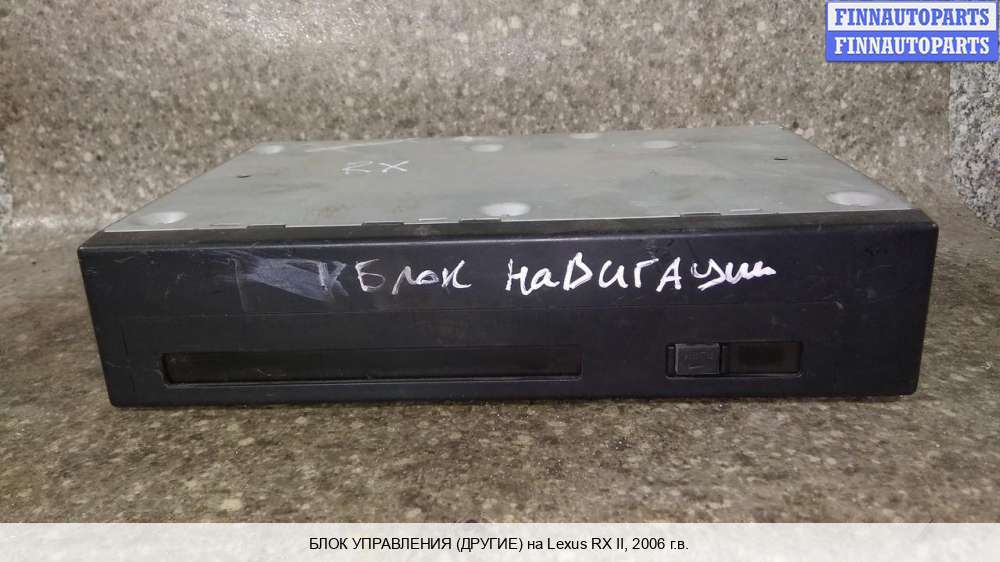 FINNAUTOPARTS
FINNAUTOPARTS
RX
Блок навигации
БЛОК УПРАВЛЕНИЯ (ДРУГИЕ) на Lexus RX II, 2006 г.в.